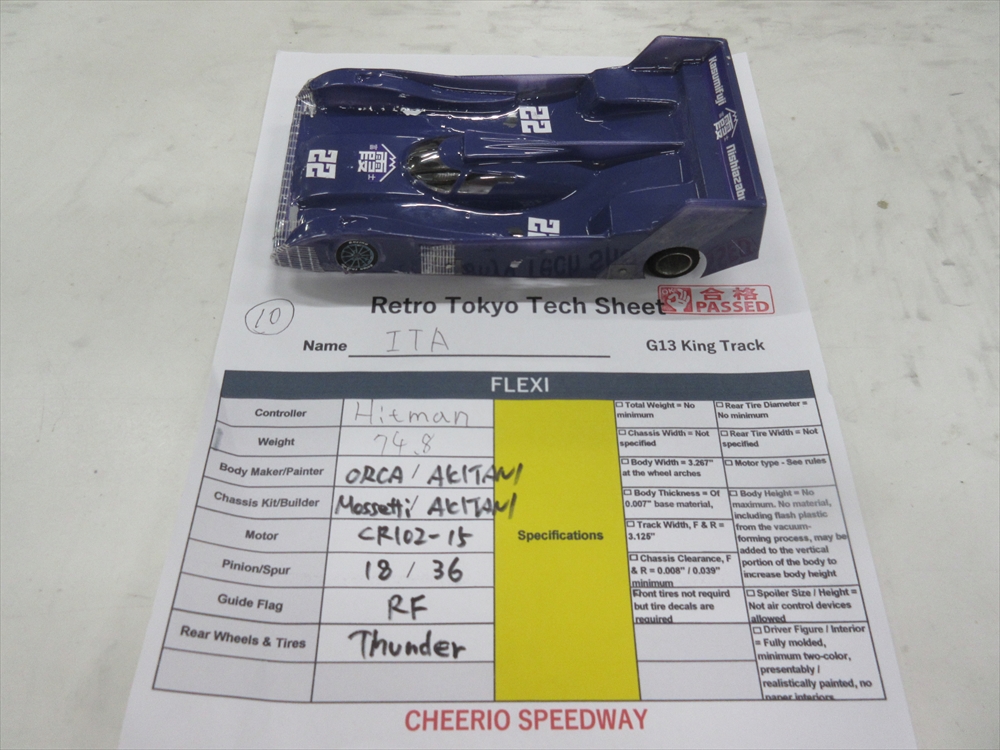 Kasumifuji
Nishiazabu
22
22
22
霞
士
Retro Tokyo Tech Sheet
合格
PASSED
10
Name ITA
G13 King Track
FLEXI
Controller Hitman
Weight 74.8
Body Maker/Painter ORCA / AKITANI
Chassis Kit/Builder Mossetti / AKITANI
Motor CR102-15
Pinion/Spur 18 / 36
Guide Flag RF
Rear Wheels & Tires Thunder
Specifications
☐ Total Weight = No
minimum
☐ Rear Tire Diameter =
No minimum
☐ Chassis Width = Not
specified
☐ Rear Tire Width = Not
specified
☐ Body Width = 3.267"
at the wheel arches
☐ Motor type - See rules
☐ Body Thickness = Of
0.007" base material,
☐ Body Height = No
maximum. No material,
including flash plastic
from the vacuum-
forming process, may be
added to the vertical
portion of the body to
increase body height
☐ Track Width, F & R =
3.125"
☐ Chassis Clearance, F
& R = 0.008" / 0.039"
minimum
Front tires not requird
but tire decals are
required
☐ Spoiler Size / Height =
Not air control devices
allowed
☐ Driver Figure / Interior
= Fully molded,
minimum two-color,
presentably /
realistically painted, no
paper interiors
CHEERIO SPEEDWAY